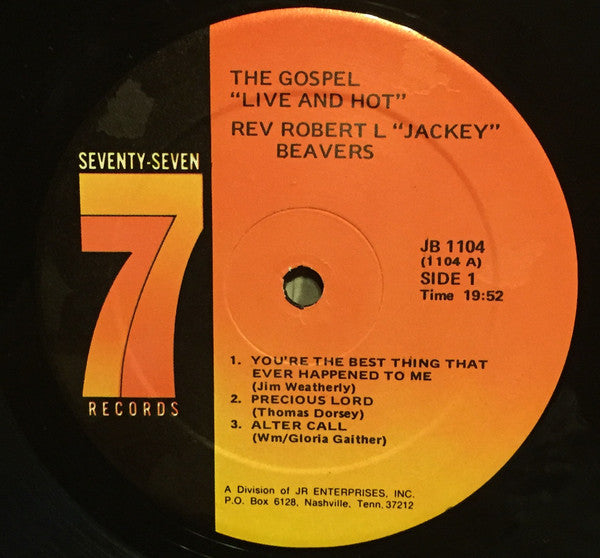 THE GOSPEL
“LIVE AND HOT”
REV ROBERT L “JACKEY”
BEAVERS
SEVENTY-SEVEN
7
RECORDS
JB 1104
(1104 A)
SIDE 1
Time 19:52
1. YOU'RE THE BEST THING THAT
EVER HAPPENED TO ME
(Jim Weatherly)
2. PRECIOUS LORD
(Thomas Dorsey)
3. ALTER CALL
(Wm/Gloria Gaither)
A Division of JR ENTERPRISES, INC.
P.O. Box 6128, Nashville, Tenn. 37212